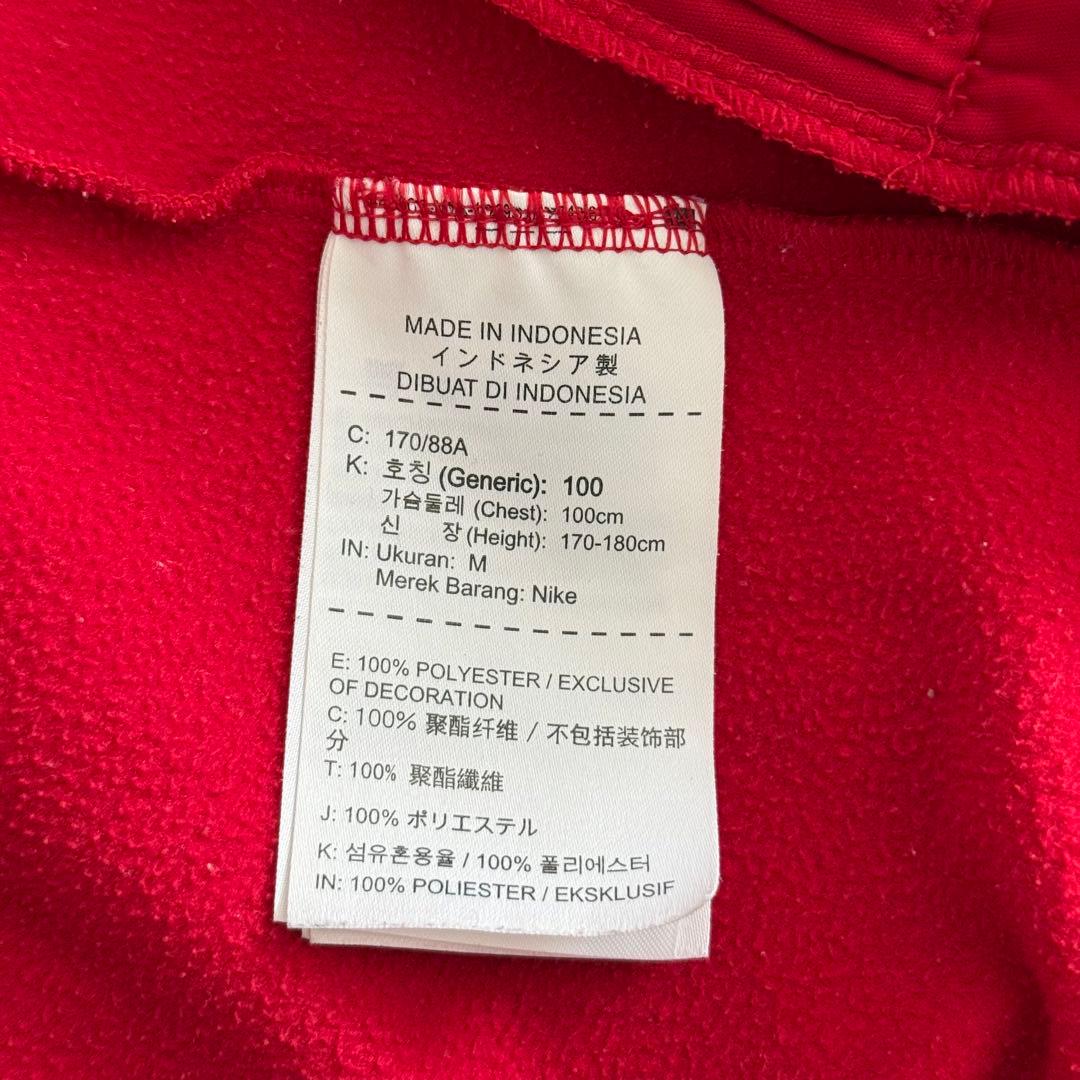 MADE IN INDONESIA
インドネシア製
DIBUAT DI INDONESIA
C: 170/88A
K: 호칭 (Generic): 100
가슴둘레 (Chest): 100cm
신 장 (Height): 170-180cm
IN: Ukuran: M
Merek Barang: Nike
E: 100% POLYESTER / EXCLUSIVE
OF DECORATION
C: 100% 聚酯纤维 / 不包括装饰部
分
T: 100% 聚酯纖維
J: 100% ポリエステル
K: 섬유혼용율 / 100% 폴리에스터
IN: 100% POLIESTER / EKSKLUSIF